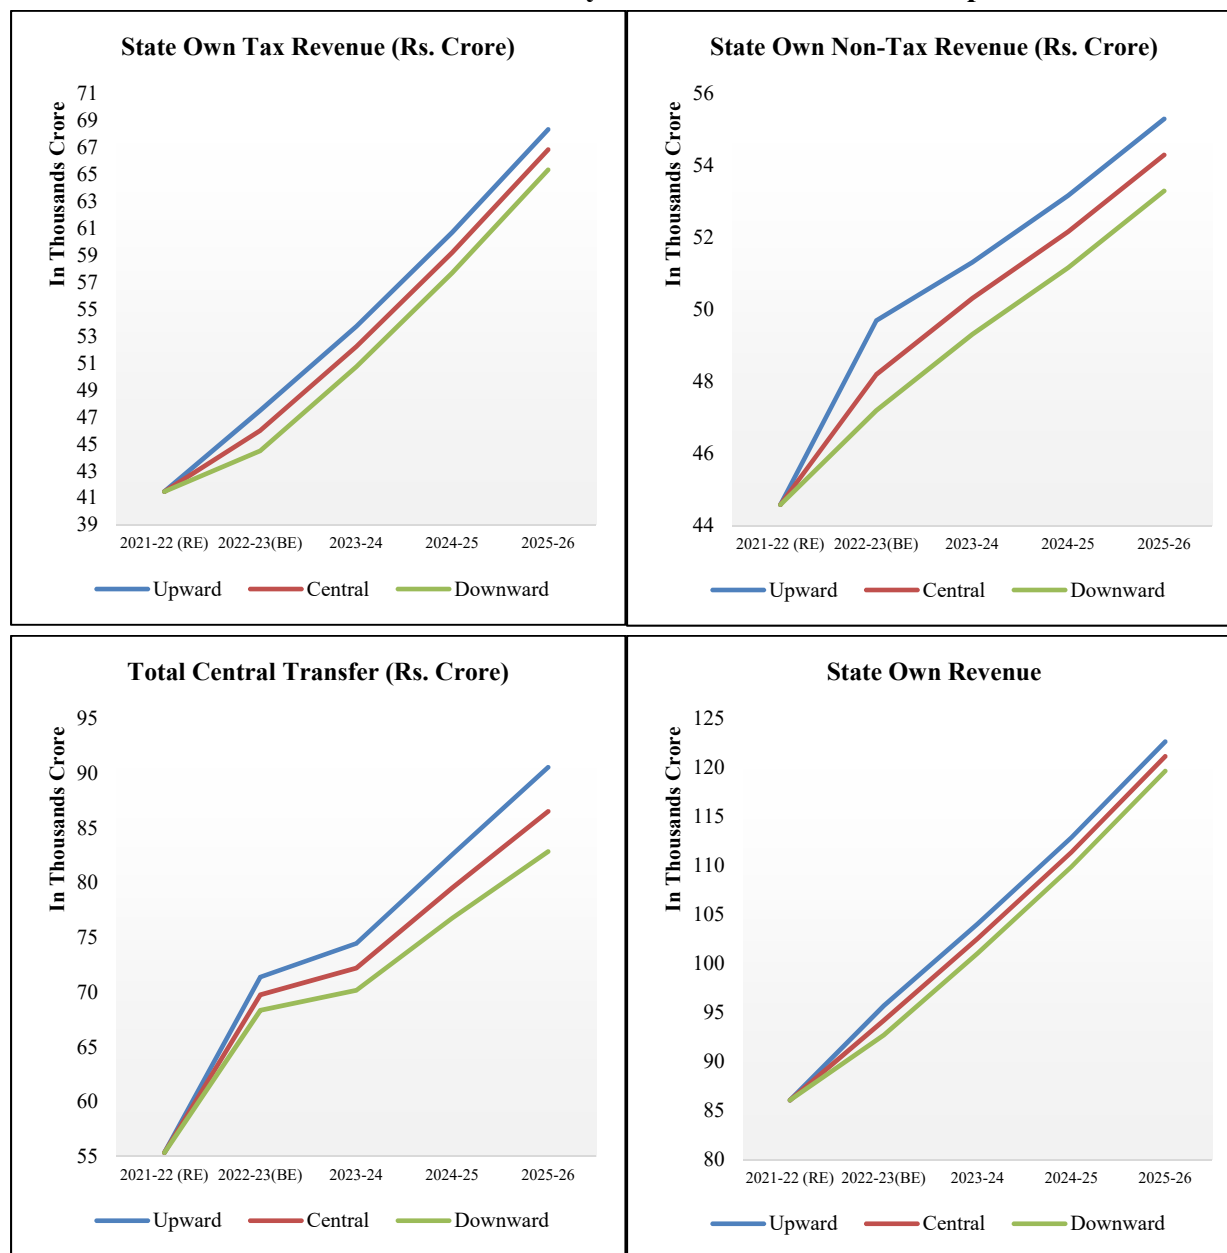 State Own Tax Revenue (Rs. Crore)
In Thousands Crore
71
69
67
65
63
61
59
57
55
53
51
49
47
45
43
41
39
2021-22 (RE) 2022-23(BE) 2023-24 2024-25 2025-26
Upward Central Downward
State Own Non-Tax Revenue (Rs. Crore)
In Thousands Crore
56
54
52
50
48
46
44
2021-22 (RE) 2022-23(BE) 2023-24 2024-25 2025-26
Upward Central Downward
Total Central Transfer (Rs. Crore)
In Thousands Crore
95
90
85
80
75
70
65
60
55
2021-22 (RE) 2022-23(BE) 2023-24 2024-25 2025-26
Upward Central Downward
State Own Revenue
In Thousands Crore
125
120
115
110
105
100
95
90
85
80
2021-22 (RE) 2022-23(BE) 2023-24 2024-25 2025-26
Upward Central Downward